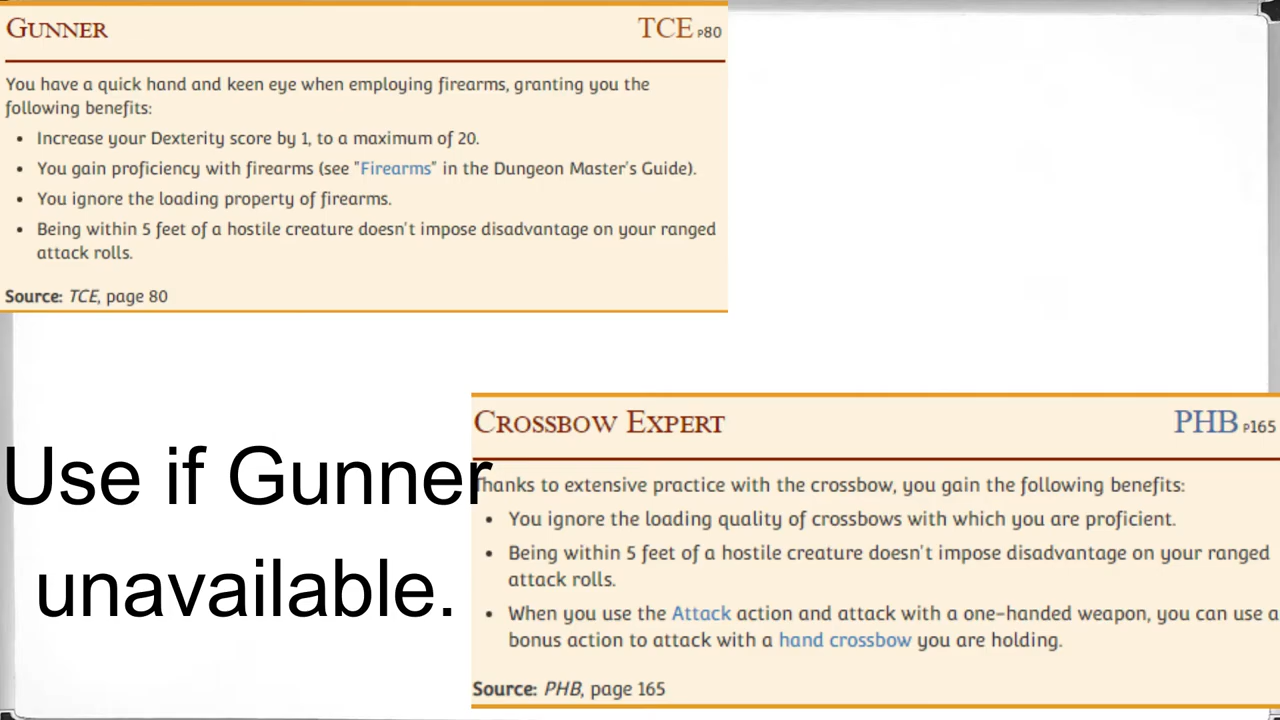 GUNNER TCE P80
You have a quick hand and keen eye when employing firearms, granting you the
following benefits:
• Increase your Dexterity score by 1, to a maximum of 20.
• You gain proficiency with firearms (see "Firearms" in the Dungeon Master's Guide).
• You ignore the loading property of firearms.
• Being within 5 feet of a hostile creature doesn't impose disadvantage on your ranged
attack rolls.
Source: TCE, page 80
Use if Gunner
unavailable.
CROSSBOW EXPERT PHB P165
Thanks to extensive practice with the crossbow, you gain the following benefits:
• You ignore the loading quality of crossbows with which you are proficient.
• Being within 5 feet of a hostile creature doesn't impose disadvantage on your ranged
attack rolls.
• When you use the Attack action and attack with a one-handed weapon, you can use a
bonus action to attack with a hand crossbow you are holding.
Source: PHB, page 165